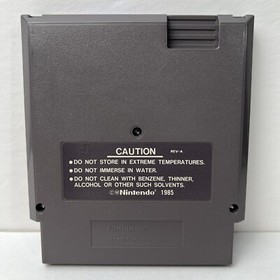 CAUTION REV-A
•DO NOT STORE IN EXTREME TEMPERATURES.
•DO NOT IMMERSE IN WATER.
•DO NOT CLEAN WITH BENZENE, THINNER,
ALCOHOL OR OTHER SUCH SOLVENTS.
©Nintendo® 1985